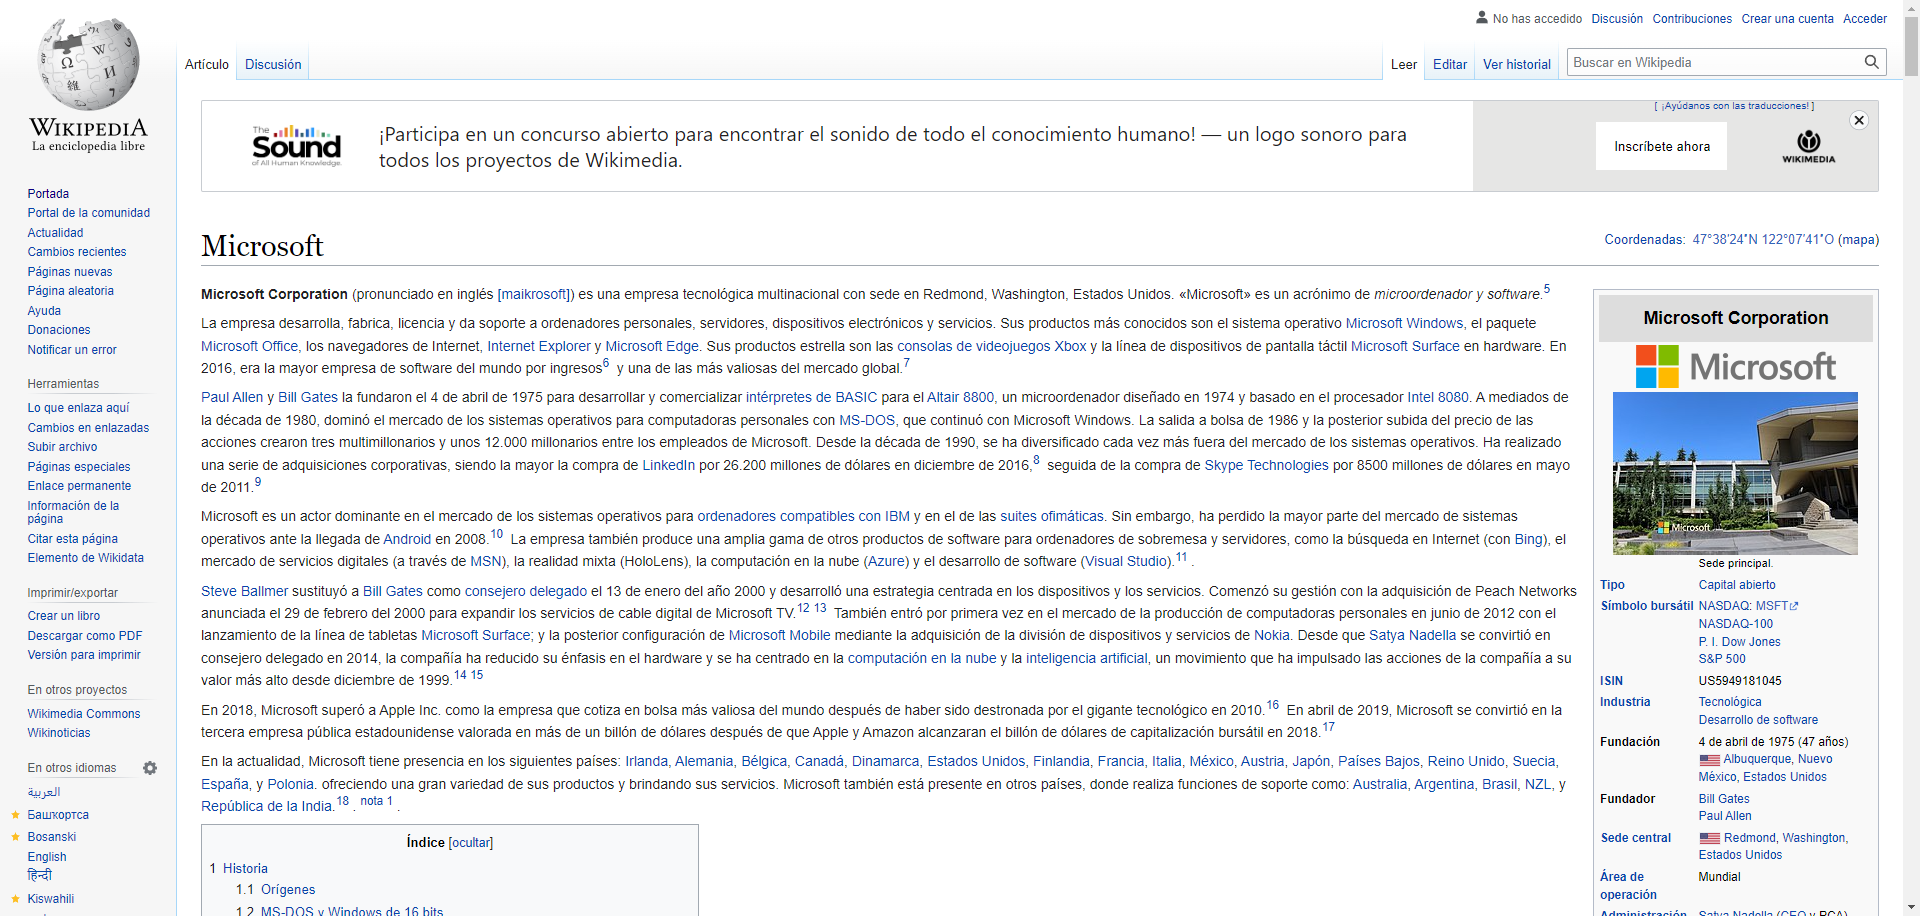 No has accedido Discusión Contribuciones Crear una cuenta Acceder
WIKIPEDIA
La enciclopedia libre
Artículo Discusión Leer Editar Ver historial Buscar en Wikipedia
The Sound of All Human Knowledge
¡Participa en un concurso abierto para encontrar el sonido de todo el conocimiento humano! — un logo sonoro para
todos los proyectos de Wikimedia.
[ ¡Ayúdanos con las traducciones! ]
Inscríbete ahora
WIKIMEDIA
Portada
Portal de la comunidad
Actualidad
Cambios recientes
Páginas nuevas
Página aleatoria
Ayuda
Donaciones
Notificar un error
Herramientas
Lo que enlaza aquí
Cambios en enlazadas
Subir archivo
Páginas especiales
Enlace permanente
Información de la
página
Citar esta página
Elemento de Wikidata
Imprimir/exportar
Crear un libro
Descargar como PDF
Versión para imprimir
En otros proyectos
Wikimedia Commons
Wikinoticias
En otros idiomas
العربية
Башҡортса
Bosanski
English
हिन्दी
Kiswahili
Microsoft
Coordenadas: 47°38′24″N 122°07′41″O (mapa)
Microsoft Corporation (pronunciado en inglés [maikrosoft]) es una empresa tecnológica multinacional con sede en Redmond, Washington, Estados Unidos. «Microsoft» es un acrónimo de microordenador y software.5
La empresa desarrolla, fabrica, licencia y da soporte a ordenadores personales, servidores, dispositivos electrónicos y servicios. Sus productos más conocidos son el sistema operativo Microsoft Windows, el paquete
Microsoft Office, los navegadores de Internet, Internet Explorer y Microsoft Edge. Sus productos estrella son las consolas de videojuegos Xbox y la línea de dispositivos de pantalla táctil Microsoft Surface en hardware. En
2016, era la mayor empresa de software del mundo por ingresos6 y una de las más valiosas del mercado global.7
Paul Allen y Bill Gates la fundaron el 4 de abril de 1975 para desarrollar y comercializar intérpretes de BASIC para el Altair 8800, un microordenador diseñado en 1974 y basado en el procesador Intel 8080. A mediados de
la década de 1980, dominó el mercado de los sistemas operativos para computadoras personales con MS-DOS, que continuó con Microsoft Windows. La salida a bolsa de 1986 y la posterior subida del precio de las
acciones crearon tres multimillonarios y unos 12.000 millonarios entre los empleados de Microsoft. Desde la década de 1990, se ha diversificado cada vez más fuera del mercado de los sistemas operativos. Ha realizado
una serie de adquisiciones corporativas, siendo la mayor la compra de LinkedIn por 26.200 millones de dólares en diciembre de 2016,8 seguida de la compra de Skype Technologies por 8500 millones de dólares en mayo
de 2011.9
Microsoft es un actor dominante en el mercado de los sistemas operativos para ordenadores compatibles con IBM y en el de las suites ofimáticas. Sin embargo, ha perdido la mayor parte del mercado de sistemas
operativos ante la llegada de Android en 2008.10 La empresa también produce una amplia gama de otros productos de software para ordenadores de sobremesa y servidores, como la búsqueda en Internet (con Bing), el
mercado de servicios digitales (a través de MSN), la realidad mixta (HoloLens), la computación en la nube (Azure) y el desarrollo de software (Visual Studio).11 .
Steve Ballmer sustituyó a Bill Gates como consejero delegado el 13 de enero del año 2000 y desarrolló una estrategia centrada en los dispositivos y los servicios. Comenzó su gestión con la adquisición de Peach Networks
anunciada el 29 de febrero del 2000 para expandir los servicios de cable digital de Microsoft TV.12 13 También entró por primera vez en el mercado de la producción de computadoras personales en junio de 2012 con el
lanzamiento de la línea de tabletas Microsoft Surface; y la posterior configuración de Microsoft Mobile mediante la adquisición de la división de dispositivos y servicios de Nokia. Desde que Satya Nadella se convirtió en
consejero delegado en 2014, la compañía ha reducido su énfasis en el hardware y se ha centrado en la computación en la nube y la inteligencia artificial, un movimiento que ha impulsado las acciones de la compañía a su
valor más alto desde diciembre de 1999.14 15
En 2018, Microsoft superó a Apple Inc. como la empresa que cotiza en bolsa más valiosa del mundo después de haber sido destronada por el gigante tecnológico en 2010.16 En abril de 2019, Microsoft se convirtió en la
tercera empresa pública estadounidense valorada en más de un billón de dólares después de que Apple y Amazon alcanzaran el billón de dólares de capitalización bursátil en 2018.17
En la actualidad, Microsoft tiene presencia en los siguientes países: Irlanda, Alemania, Bélgica, Canadá, Dinamarca, Estados Unidos, Finlandia, Francia, Italia, México, Austria, Japón, Países Bajos, Reino Unido, Suecia,
España, y Polonia. ofreciendo una gran variedad de sus productos y brindando sus servicios. Microsoft también está presente en otros países, donde realiza funciones de soporte como: Australia, Argentina, Brasil, NZL, y
República de la India.18 . nota 1 .
Índice [ocultar]
1 Historia
1.1 Orígenes
1.2 MS-DOS y Windows de 16 bits
Microsoft Corporation
Microsoft
Microsoft
Sede principal.
Tipo Capital abierto
Símbolo bursátil NASDAQ: MSFT
NASDAQ-100
P. I. Dow Jones
S&P 500
ISIN US5949181045
Industria Tecnológica
Desarrollo de software
Fundación 4 de abril de 1975 (47 años)
Albuquerque, Nuevo
México, Estados Unidos
Fundador Bill Gates
Paul Allen
Sede central Redmond, Washington,
Estados Unidos
Área de Mundial
operación
Administración Satya Nadella (CEO y PCA)